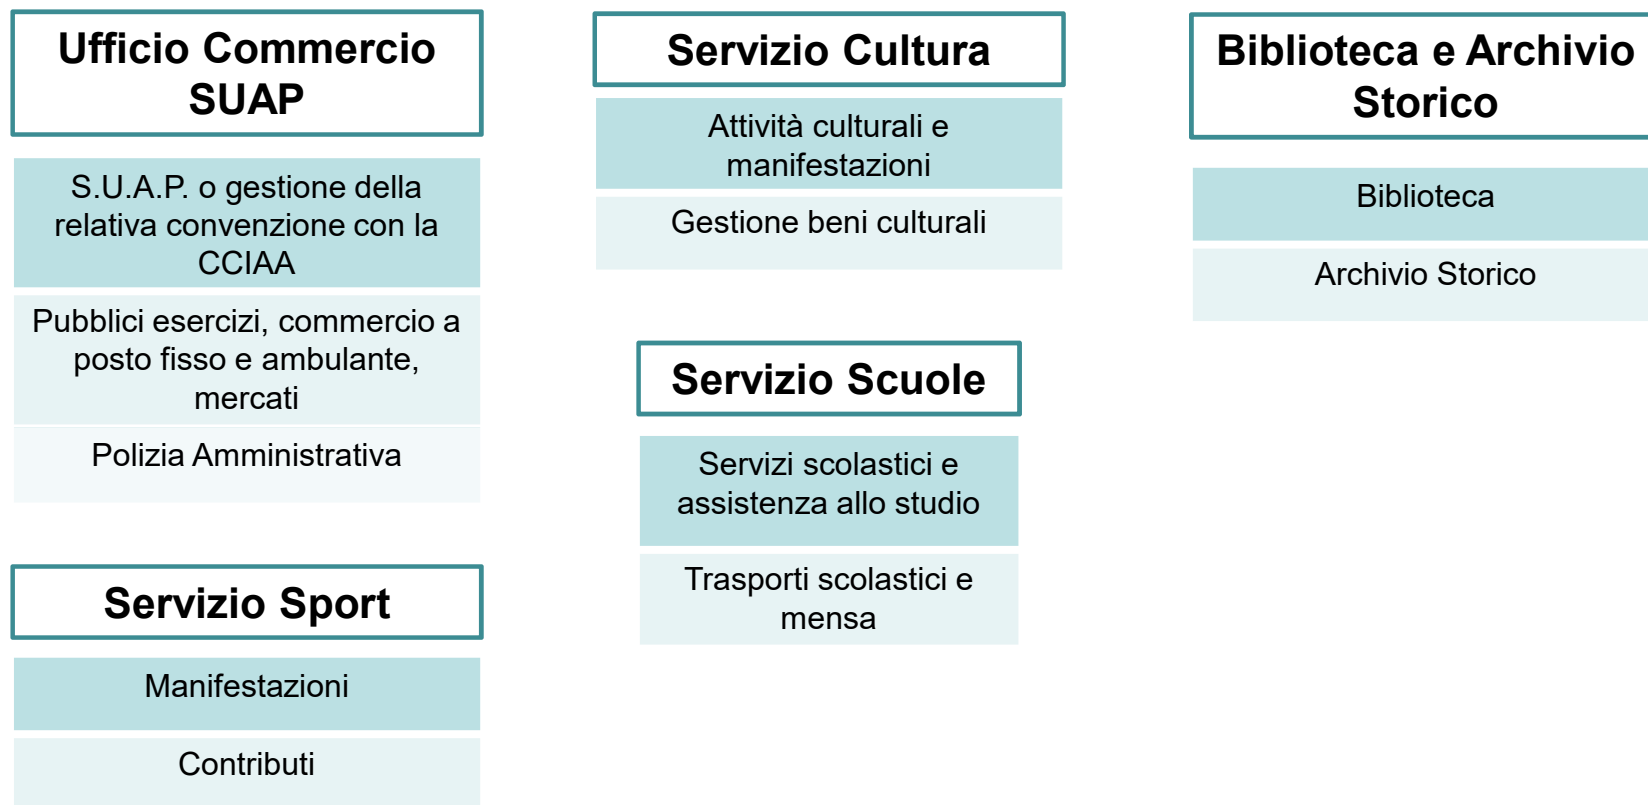 Ufficio Commercio
SUAP
S.U.A.P. o gestione della
relativa convenzione con la
CCIAA
Pubblici esercizi, commercio a
posto fisso e ambulante,
mercati
Polizia Amministrativa
Servizio Sport
Manifestazioni
Contributi
Servizio Cultura
Attività culturali e
manifestazioni
Gestione beni culturali
Servizio Scuole
Servizi scolastici e
assistenza allo studio
Trasporti scolastici e
mensa
Biblioteca e Archivio
Storico
Biblioteca
Archivio Storico